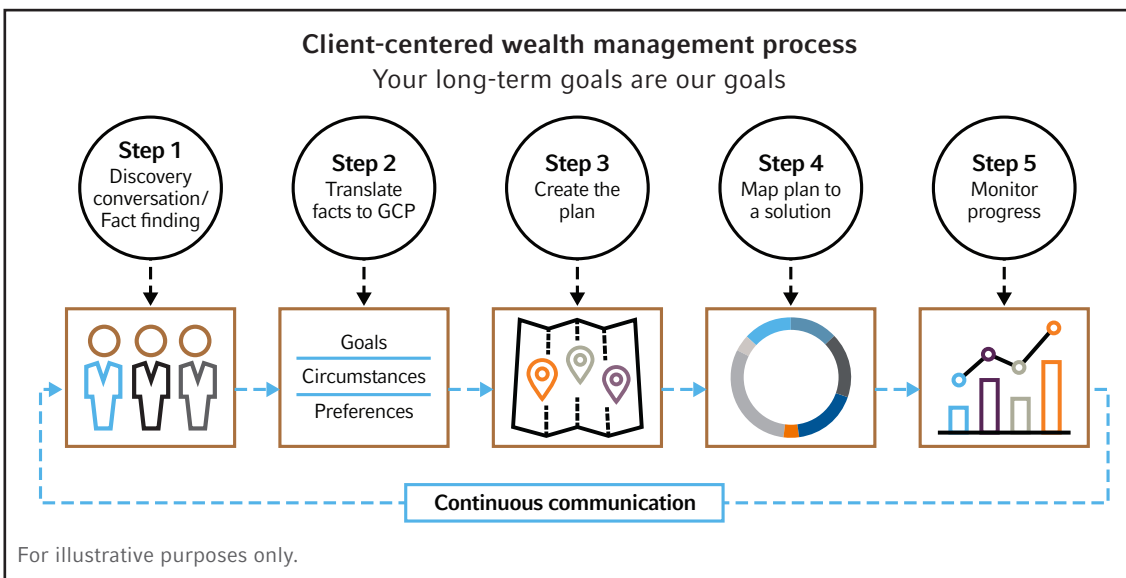 Client-centered wealth management process
Your long-term goals are our goals
Step 1
Discovery
conversation/
Fact finding
Step 2
Translate
facts to GCP
Step 3
Create the
plan
Step 4
Map plan to
a solution
Step 5
Monitor
progress
Goals
Circumstances
Preferences
Continuous communication
For illustrative purposes only.